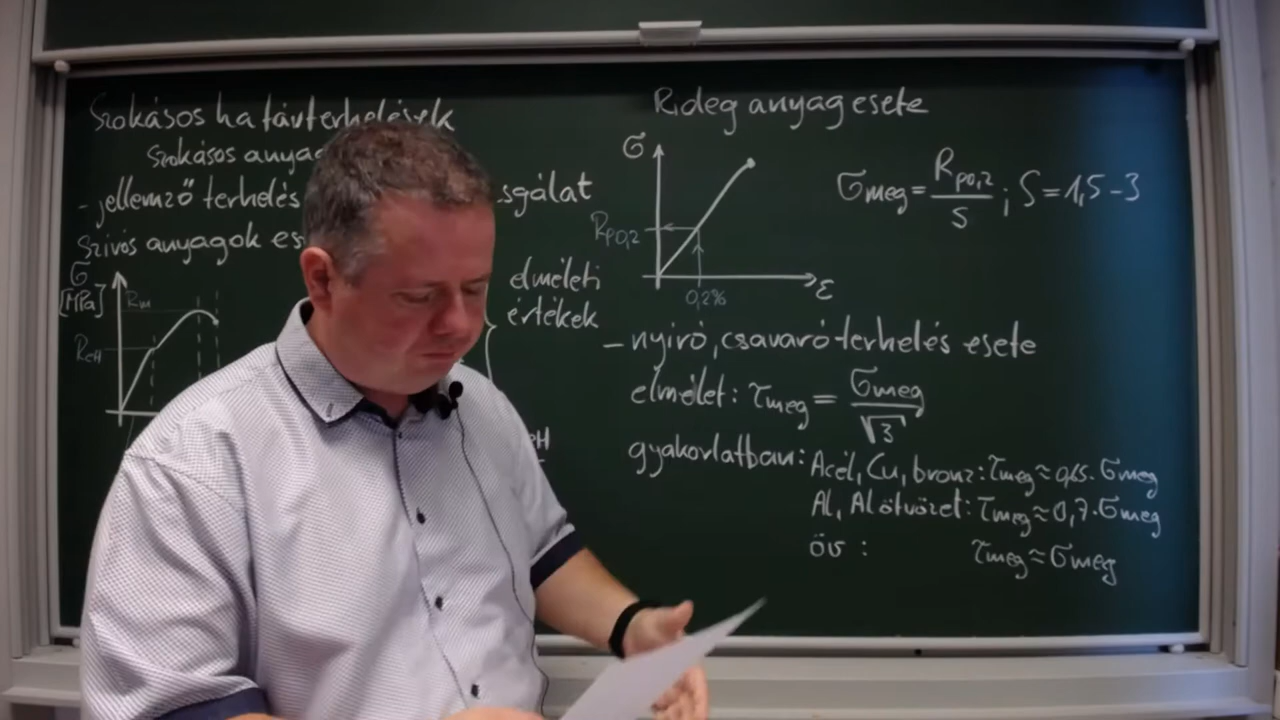 Szokásos határterhelések
Szokásos
- jellemző terhelés
sgálat
Szívós anyagok
σ
[MPa]
Rm
ReH
elméleti
értékek
eH
Rideg anyag esete
σ
Rp0,2
0,2%
ε
σmeg = Rp0,2 / S ; S = 1,5 - 3
- nyíró, csavaró terhelés esete
elmélet: τmeg = σmeg / √3
gyakorlatban: Acél, Cu, bronz: τmeg ≈ 0,65 · σmeg
Al, Al ötvözet: τmeg ≈ 0,7 · σmeg
öv : τmeg ≈ σmeg